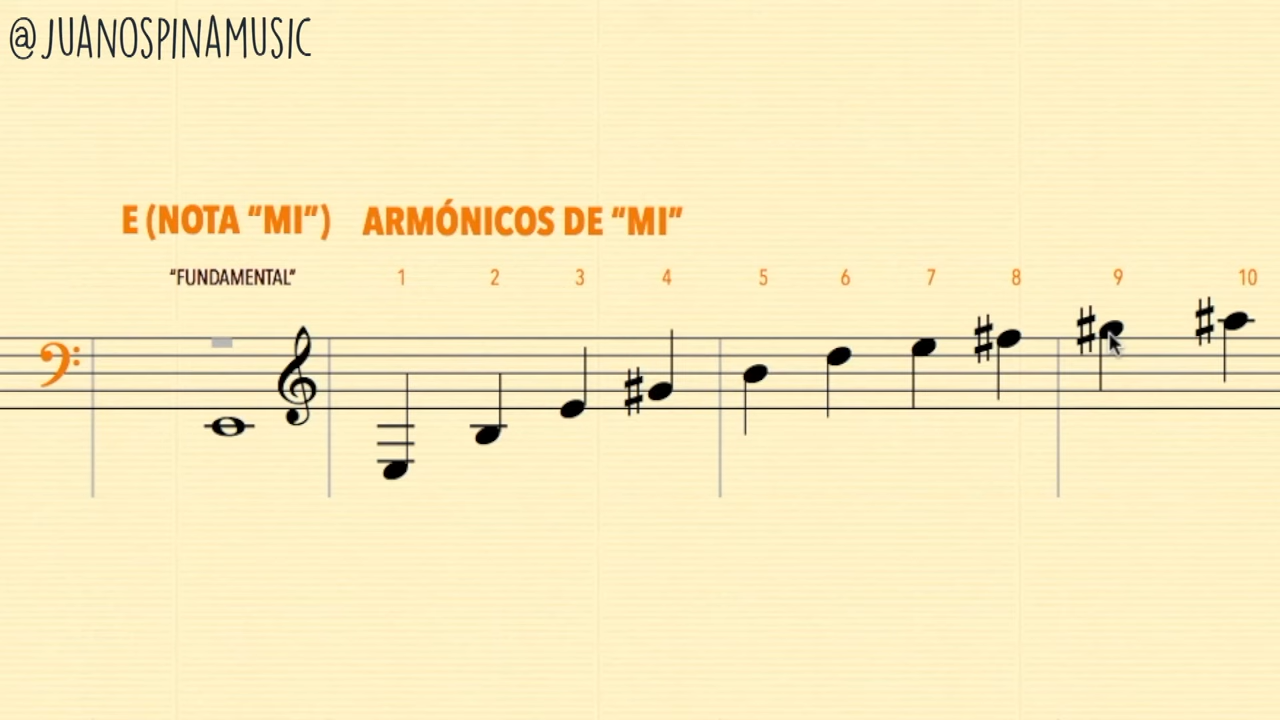 @JUANOSPINAMUSIC
E (NOTA “MI”) ARMÓNICOS DE “MI”
“FUNDAMENTAL” 1 2 3 4 5 6 7 8 9 10